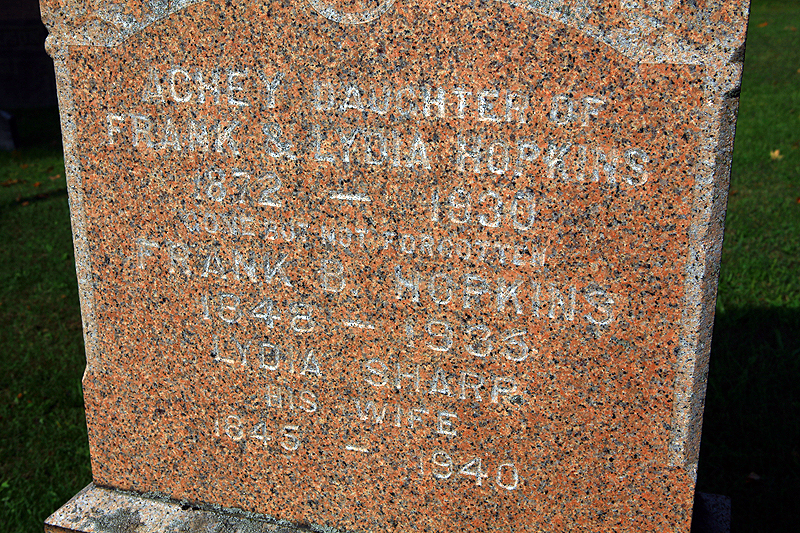 ACHEY DAUGHTER OF
FRANK & LYDIA HOPKINS
1872 — 1930
GONE BUT NOT FORGOTTEN
FRANK B. HOPKINS
1848 — 1935
LYDIA SHARP
HIS WIFE
1845 — 1940